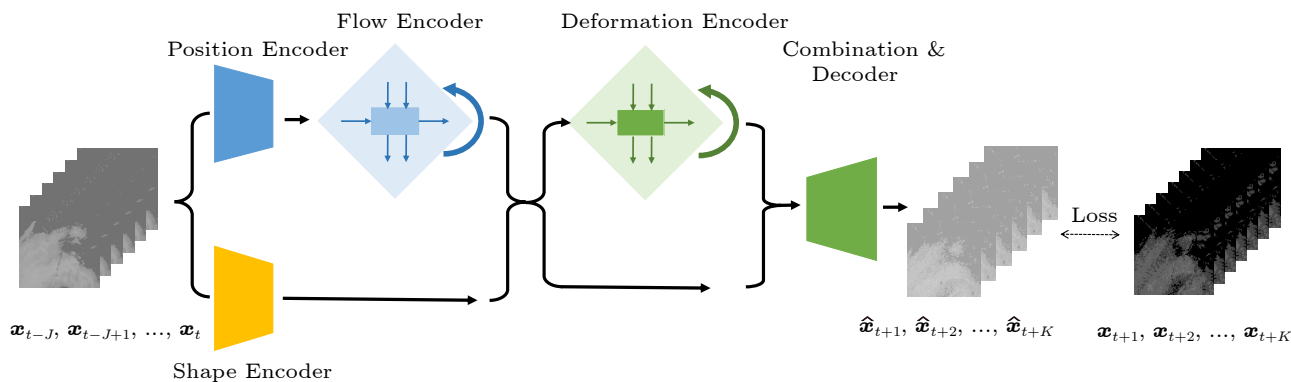 Flow Encoder
Deformation Encoder
Position Encoder
Combination &
Decoder
Loss
𝒙_{t−J}, 𝒙_{t−J+1}, ..., 𝒙_t
𝒙̂_{t+1}, 𝒙̂_{t+2}, ..., 𝒙̂_{t+K}
𝒙_{t+1}, 𝒙_{t+2}, ..., 𝒙_{t+K}
Shape Encoder